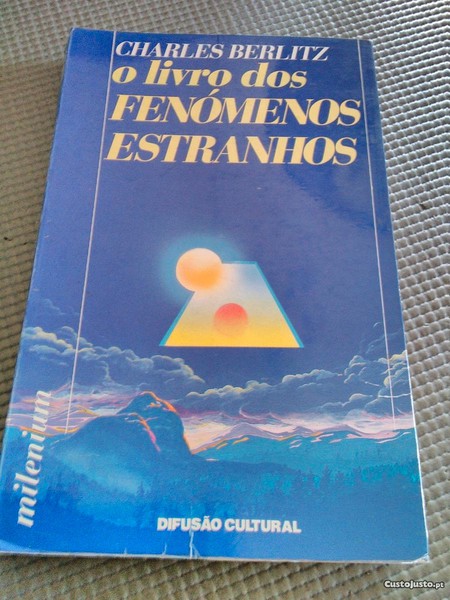 CHARLES BERLITZ
o livro dos
FENÓMENOS
ESTRANHOS
milenium
DIFUSÃO CULTURAL
CustoJusto.pt